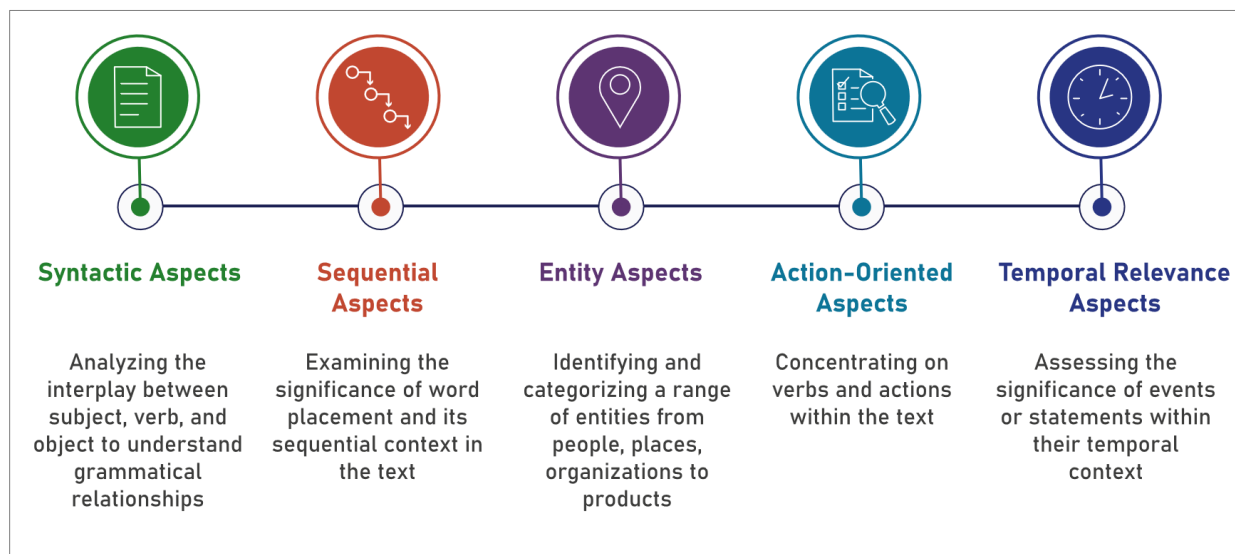 Syntactic Aspects
Analyzing the
interplay between
subject, verb, and
object to understand
grammatical
relationships
Sequential
Aspects
Examining the
significance of word
placement and its
sequential context in
the text
Entity Aspects
Identifying and
categorizing a range
of entities from
people, places,
organizations to
products
Action-Oriented
Aspects
Concentrating on
verbs and actions
within the text
Temporal Relevance
Aspects
Assessing the
significance of events
or statements within
their temporal
context